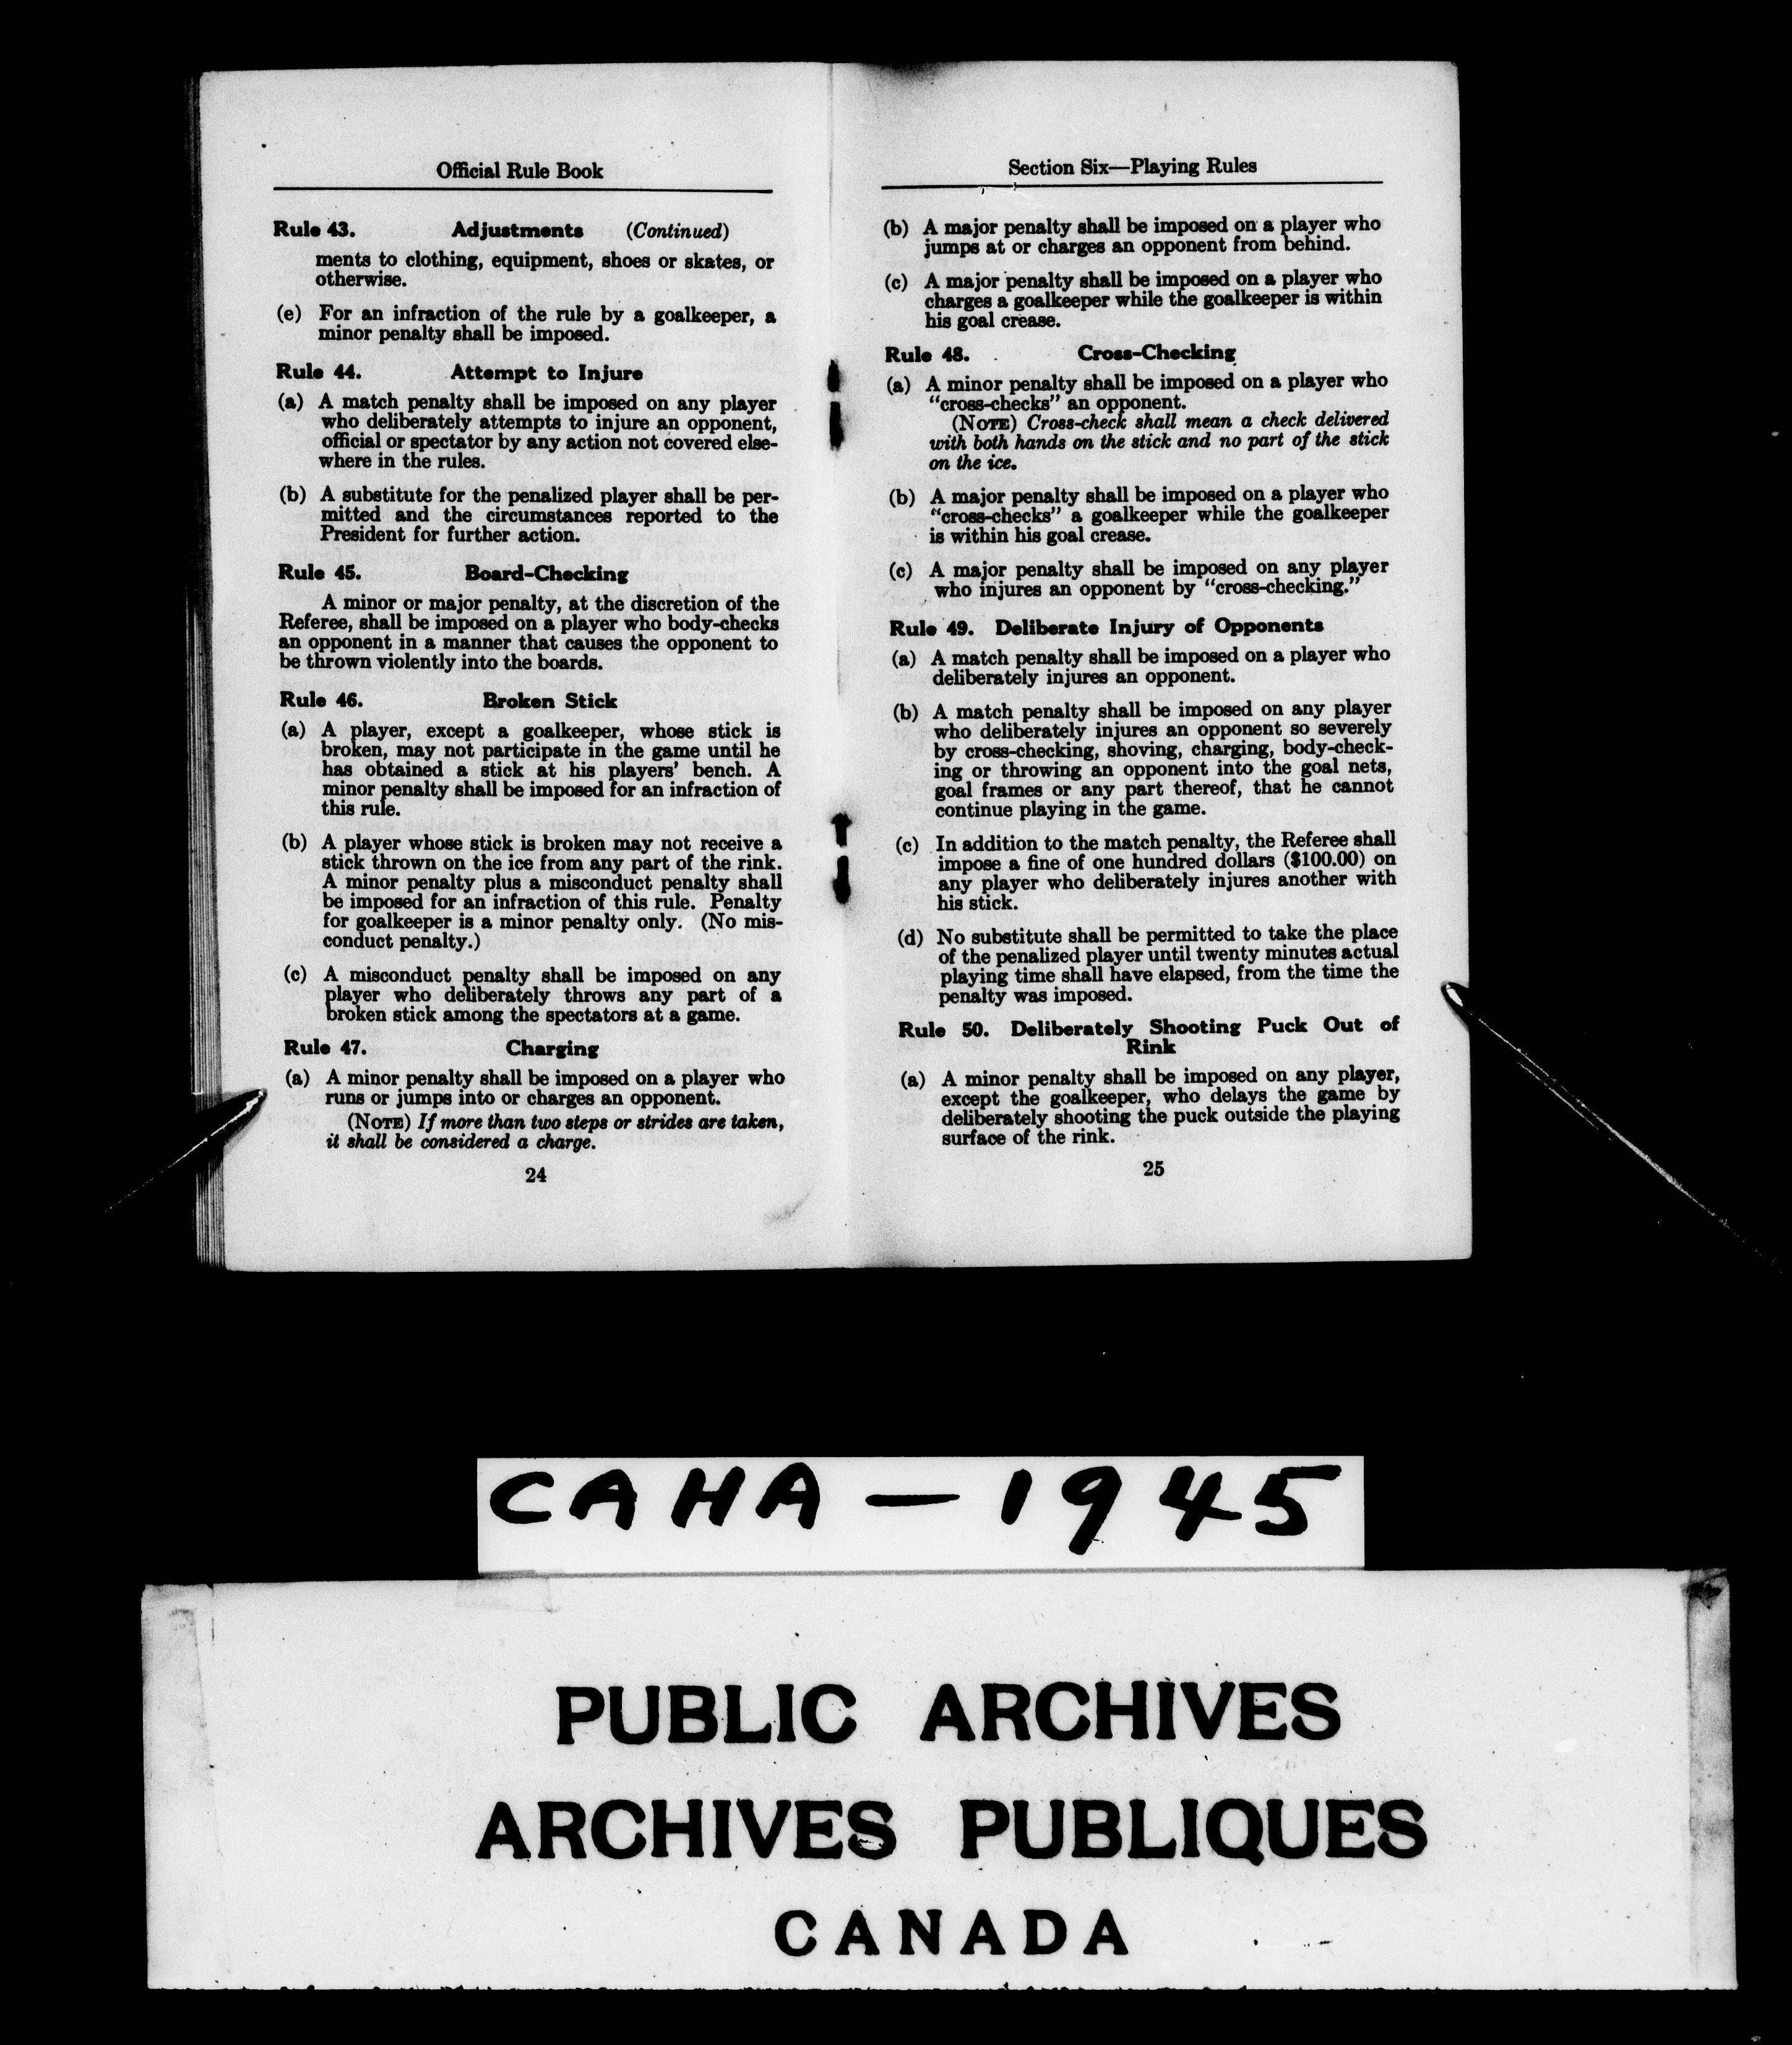 Official Rule Book
Rule 43. Adjustments (Continued)
ments to clothing, equipment, shoes or skates, or
otherwise.
(e) For an infraction of the rule by a goalkeeper, a
minor penalty shall be imposed.
Rule 44. Attempt to Injure
(a) A match penalty shall be imposed on any player
who deliberately attempts to injure an opponent,
official or spectator by any action not covered else-
where in the rules.
(b) A substitute for the penalized player shall be per-
mitted and the circumstances reported to the
President for further action.
Rule 45. Board-Checking
A minor or major penalty, at the discretion of the
Referee, shall be imposed on a player who body-checks
an opponent in a manner that causes the opponent to
be thrown violently into the boards.
Rule 46. Broken Stick
(a) A player, except a goalkeeper, whose stick is
broken, may not participate in the game until he
has obtained a stick at his players' bench. A
minor penalty shall be imposed for an infraction of
this rule.
(b) A player whose stick is broken may not receive a
stick thrown on the ice from any part of the rink.
A minor penalty plus a misconduct penalty shall
be imposed for an infraction of this rule. Penalty
for goalkeeper is a minor penalty only. (No mis-
conduct penalty.)
(c) A misconduct penalty shall be imposed on any
player who deliberately throws any part of a
broken stick among the spectators at a game.
Rule 47. Charging
(a) A minor penalty shall be imposed on a player who
runs or jumps into or charges an opponent.
(NOTE) If more than two steps or strides are taken,
it shall be considered a charge.
24
Section Six—Playing Rules
(b) A major penalty shall be imposed on a player who
jumps at or charges an opponent from behind.
(c) A major penalty shall be imposed on a player who
charges a goalkeeper while the goalkeeper is within
his goal crease.
Rule 48. Cross-Checking
(a) A minor penalty shall be imposed on a player who
"cross-checks" an opponent.
(NOTE) Cross-check shall mean a check delivered
with both hands on the stick and no part of the stick
on the ice.
(b) A major penalty shall be imposed on a player who
"cross-checks" a goalkeeper while the goalkeeper
is within his goal crease.
(c) A major penalty shall be imposed on any player
who injures an opponent by "cross-checking."
Rule 49. Deliberate Injury of Opponents
(a) A match penalty shall be imposed on a player who
deliberately injures an opponent.
(b) A match penalty shall be imposed on any player
who deliberately injures an opponent so severely
by cross-checking, shoving, charging, body-check-
ing or throwing an opponent into the goal nets,
goal frames or any part thereof, that he cannot
continue playing in the game.
(c) In addition to the match penalty, the Referee shall
impose a fine of one hundred dollars ($100.00) on
any player who deliberately injures another with
his stick.
(d) No substitute shall be permitted to take the place
of the penalized player until twenty minutes actual
playing time shall have elapsed, from the time the
penalty was imposed.
Rule 50. Deliberately Shooting Puck Out of
Rink
(a) A minor penalty shall be imposed on any player,
except the goalkeeper, who delays the game by
deliberately shooting the puck outside the playing
surface of the rink.
25
CAHA — 1945
PUBLIC ARCHIVES
ARCHIVES PUBLIQUES
CANADA